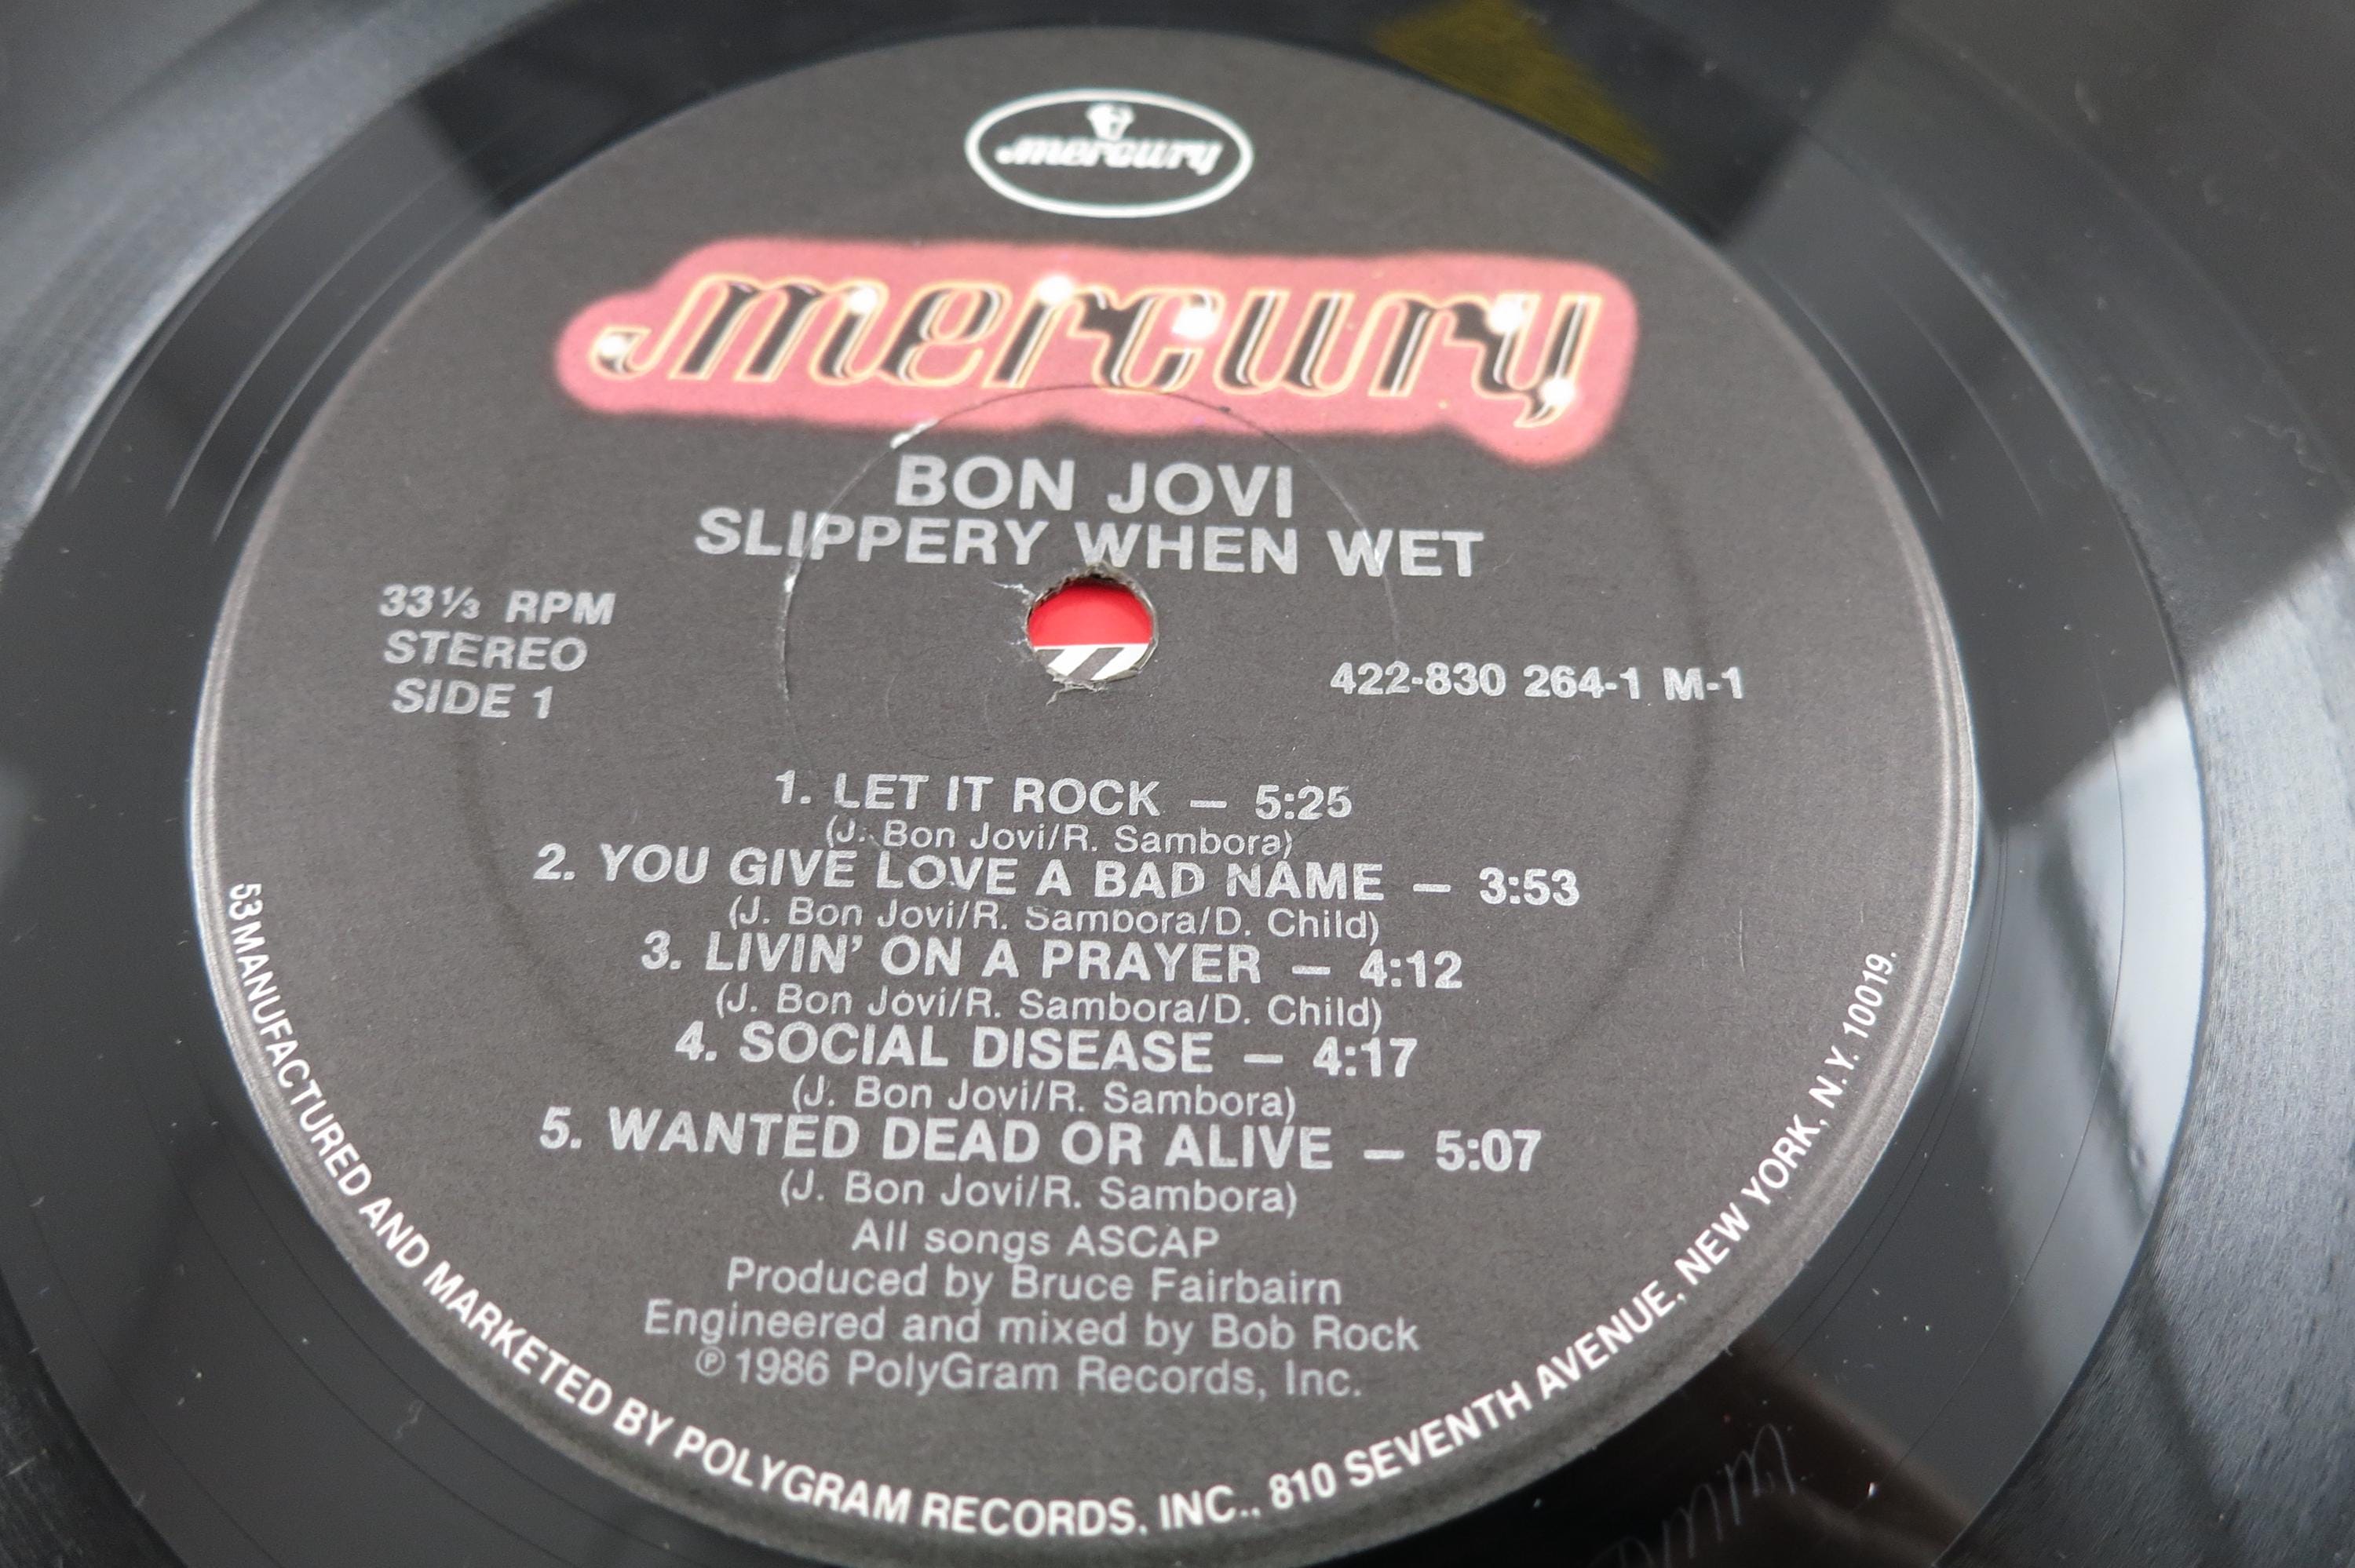 mercury
mercury
BON JOVI
SLIPPERY WHEN WET
33⅓ RPM
STEREO
SIDE 1
422-830 264-1 M-1
1. LET IT ROCK — 5:25
(J. Bon Jovi/R. Sambora)
2. YOU GIVE LOVE A BAD NAME — 3:53
(J. Bon Jovi/R. Sambora/D. Child)
3. LIVIN' ON A PRAYER — 4:12
(J. Bon Jovi/R. Sambora/D. Child)
4. SOCIAL DISEASE — 4:17
(J. Bon Jovi/R. Sambora)
5. WANTED DEAD OR ALIVE — 5:07
(J. Bon Jovi/R. Sambora)
All songs ASCAP
Produced by Bruce Fairbairn
Engineered and mixed by Bob Rock
℗ 1986 PolyGram Records, Inc.
53 MANUFACTURED AND MARKETED BY POLYGRAM RECORDS, INC., 810 SEVENTH AVENUE, NEW YORK, N.Y. 10019.